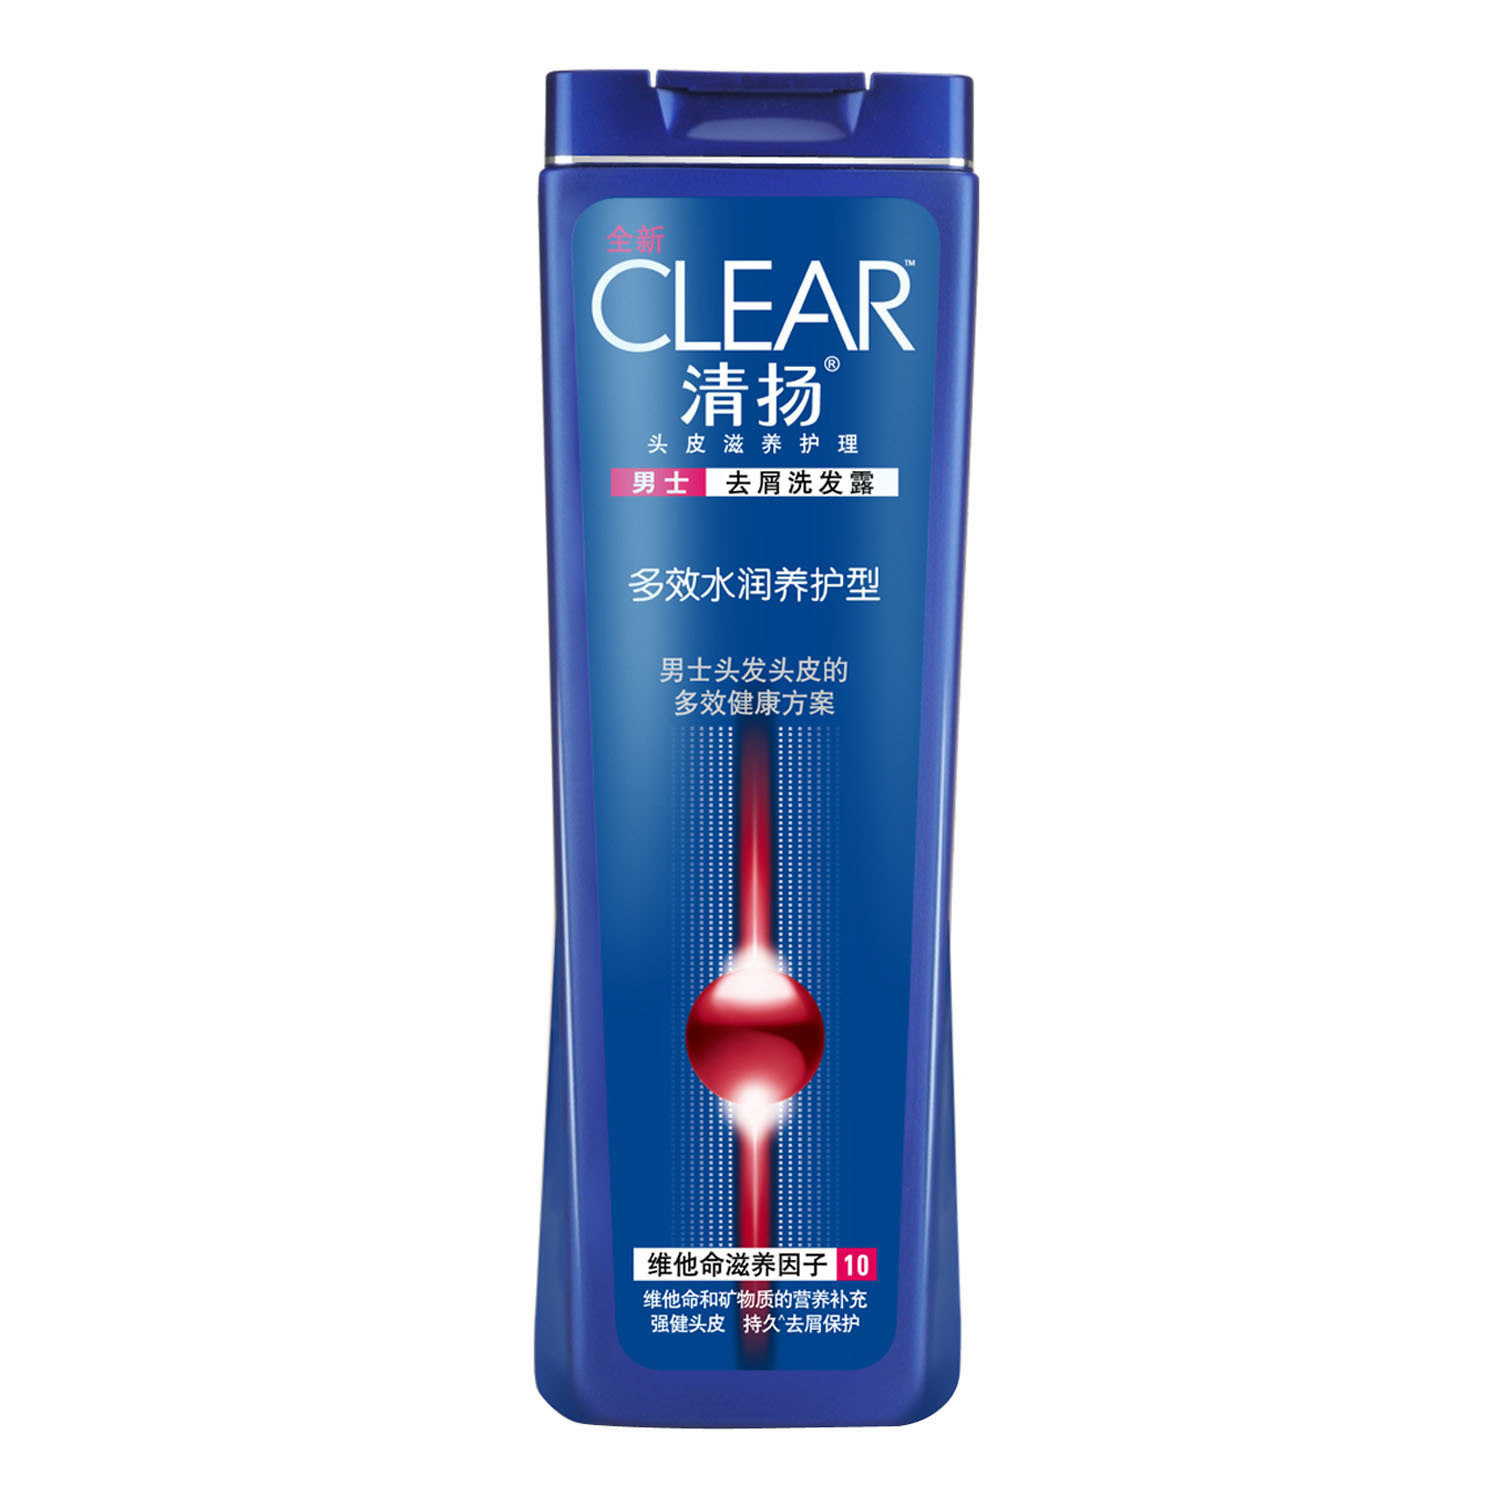 全新
CLEAR™
清扬®
头皮滋养护理
男士 去屑洗发露
多效水润养护型
男士头发头皮的
多效健康方案
维他命滋养因子 10
维他命和矿物质的营养补充
强健头皮 持久^去屑保护